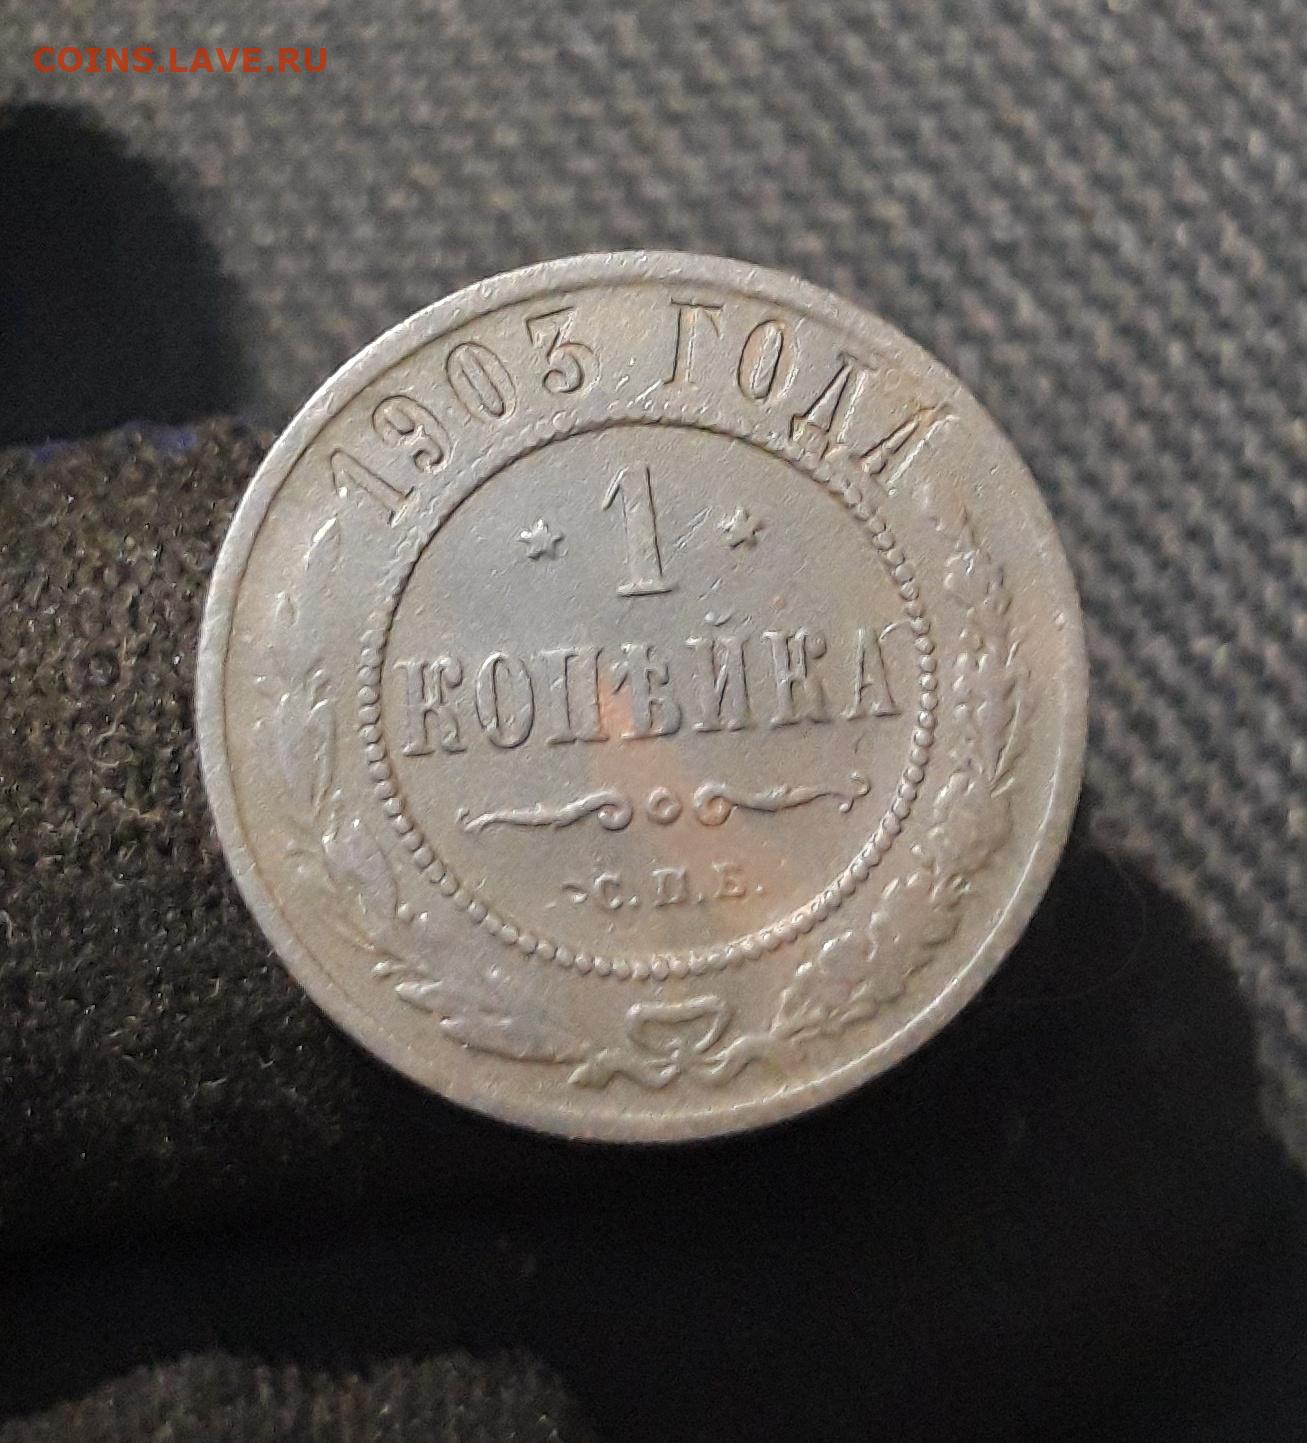 COINS.LAVE.RU
1903 ГОДА
* 1 *
КОПѢЙКА
С.П.Б.